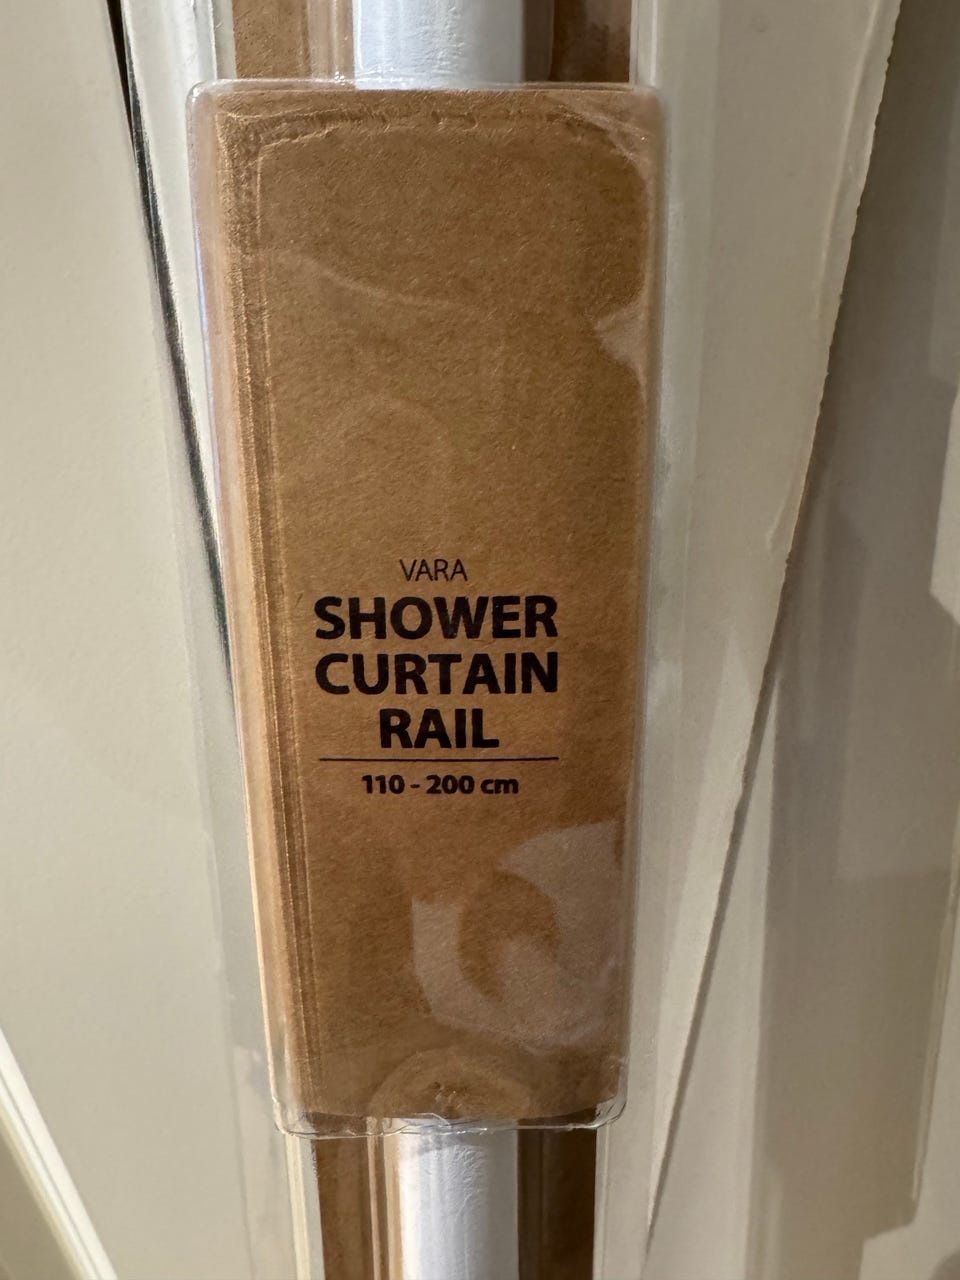 VARA
SHOWER
CURTAIN
RAIL
110 - 200 cm